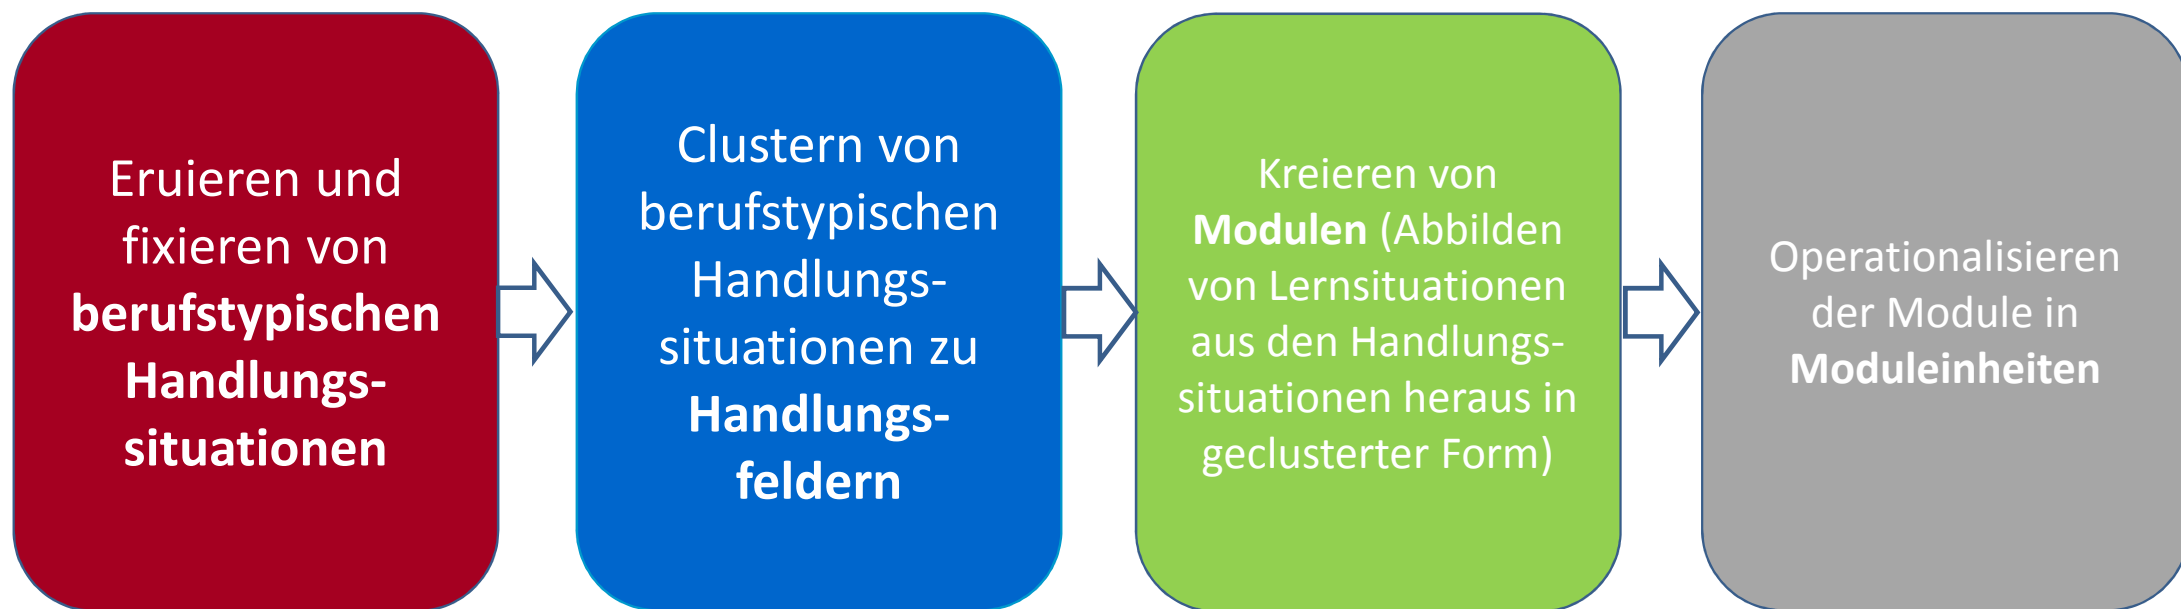 Eruieren und
fixieren von
berufstypischen
Handlungs-
situationen
Clustern von
berufstypischen
Handlungs-
situationen zu
Handlungs-
feldern
Kreieren von
Modulen (Abbilden
von Lernsituationen
aus den Handlungs-
situationen heraus in
geclusterter Form)
Operationalisieren
der Module in
Moduleinheiten